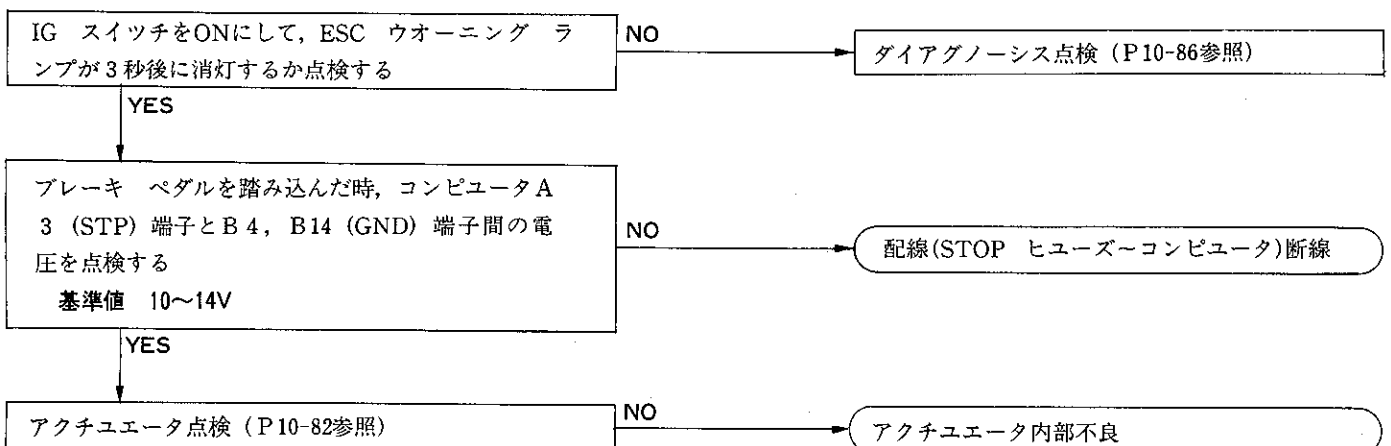 IG スイツチをONにして，ESC ウオーニング ラ
ンプが3秒後に消灯するか点検する
NO
ダイアグノーシス点検（P10-86参照）
YES
ブレーキ ペダルを踏み込んだ時，コンピユータA
3（STP）端子とB4，B14（GND）端子間の電
圧を点検する
基準値 10〜14V
NO
配線(STOP ヒユーズ〜コンピユータ)断線
YES
アクチユエータ点検（P10-82参照）
NO
アクチユエータ内部不良